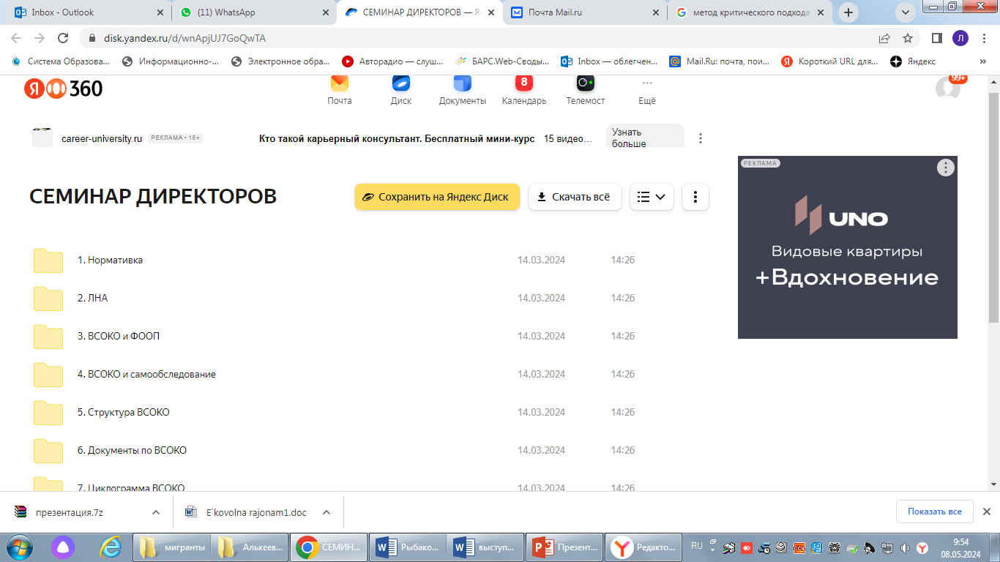 Inbox - Outlook
(11) WhatsApp
СЕМИНАР ДИРЕКТОРОВ — Я
Почта Mail.ru
метод критического подхода
disk.yandex.ru/d/wnApjUJ7GoQwTA
Л
Система Образова...
Информационно-...
Электронное обра...
Авторадио — слуш...
БАРС.Web-Своды...
Inbox — облегчен...
Mail.Ru: почта, пои...
Короткий URL для...
Яндекс
Я 360
Почта
Диск
Документы
8
Календарь
Телемост
Ещё
99+
career-university.ru
РЕКЛАМА • 16+
Кто такой карьерный консультант. Бесплатный мини-курс
15 видео...
Узнать
больше
РЕКЛАМА
UNO
Видовые квартиры
+Вдохновение
СЕМИНАР ДИРЕКТОРОВ
Сохранить на Яндекс Диск
Скачать всё
1. Нормативка 14.03.2024 14:26
2. ЛНА 14.03.2024 14:26
3. ВСОКО и ФООП 14.03.2024 14:26
4. ВСОКО и самообследование 14.03.2024 14:26
5. Структура ВСОКО 14.03.2024 14:26
6. Документы по ВСОКО 14.03.2024 14:26
7. Циклограмма ВСОКО 14.03.2024 14:26
презентация.7z
E`kovolna rajonam1.doc
Показать все
мигранты
Алькеев...
СЕМИН...
Рыбако...
выступ...
Презент...
Редакто...
RU
9:54
08.05.2024